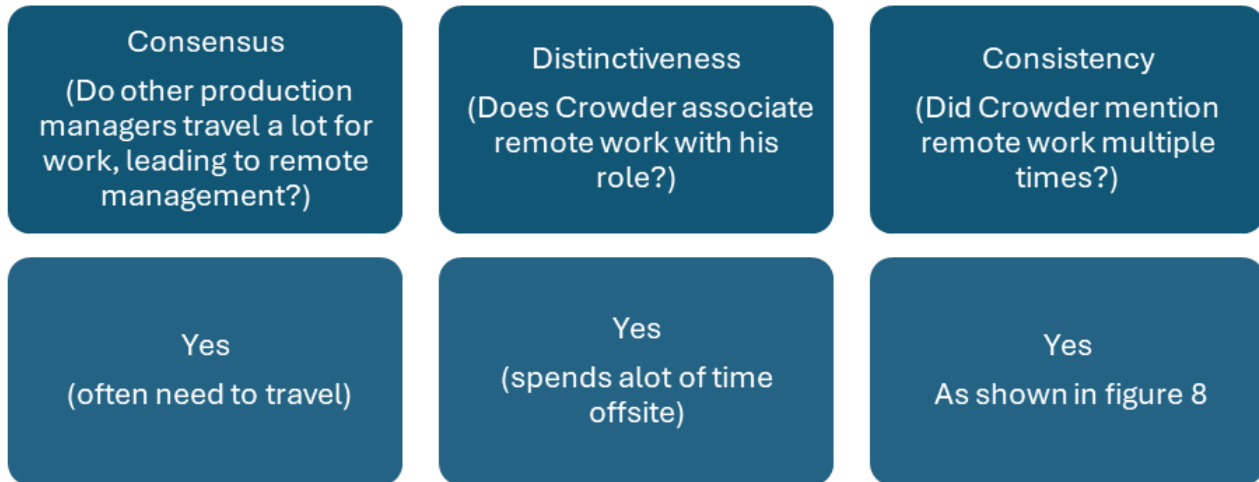 Consensus
(Do other production
managers travel a lot for
work, leading to remote
management?)
Distinctiveness
(Does Crowder associate
remote work with his
role?)
Consistency
(Did Crowder mention
remote work multiple
times?)
Yes
(often need to travel)
Yes
(spends alot of time
offsite)
Yes
As shown in figure 8